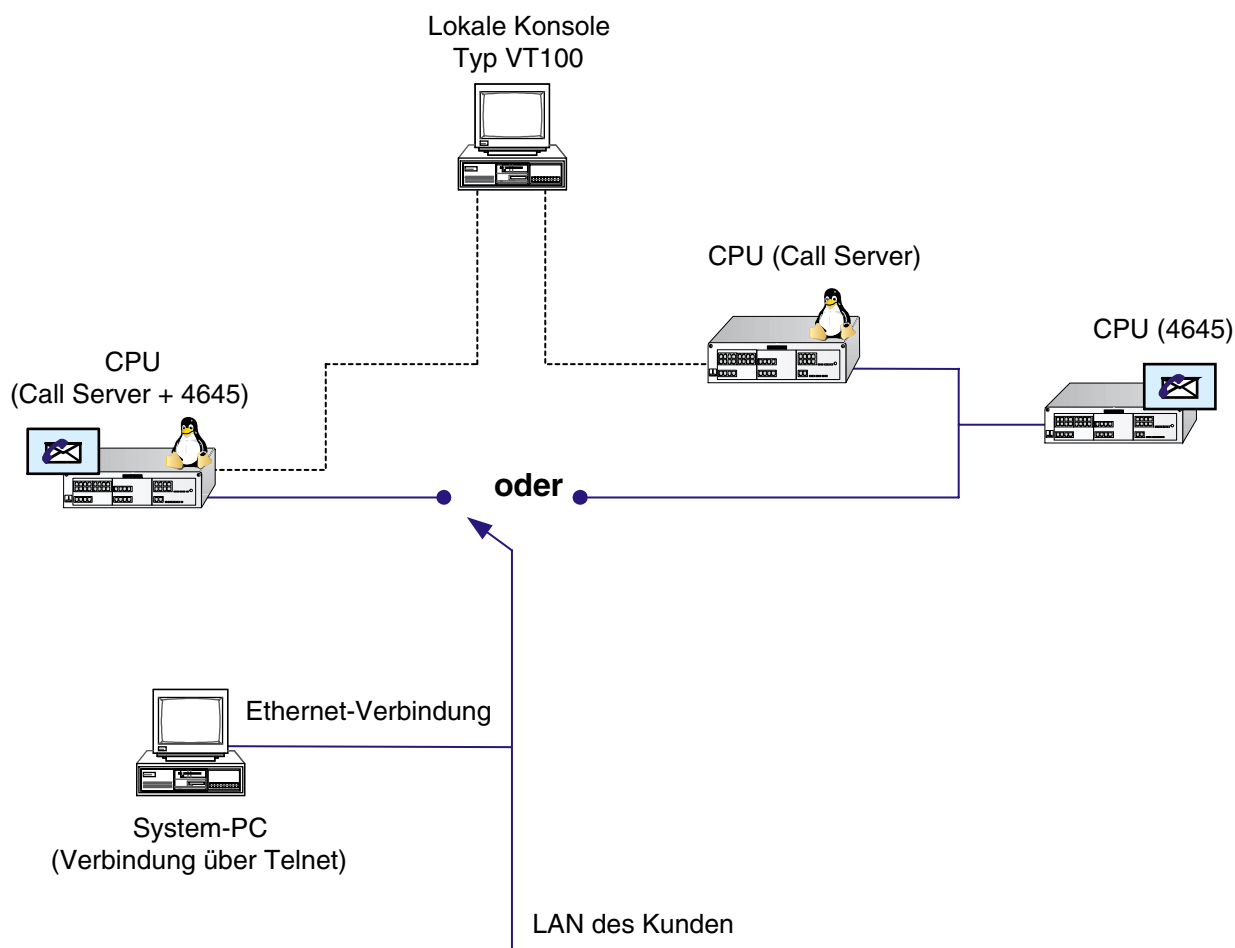 Lokale Konsole
Typ VT100
CPU (Call Server)
CPU (4645)
CPU
(Call Server + 4645)
oder
Ethernet-Verbindung
System-PC
(Verbindung über Telnet)
LAN des Kunden